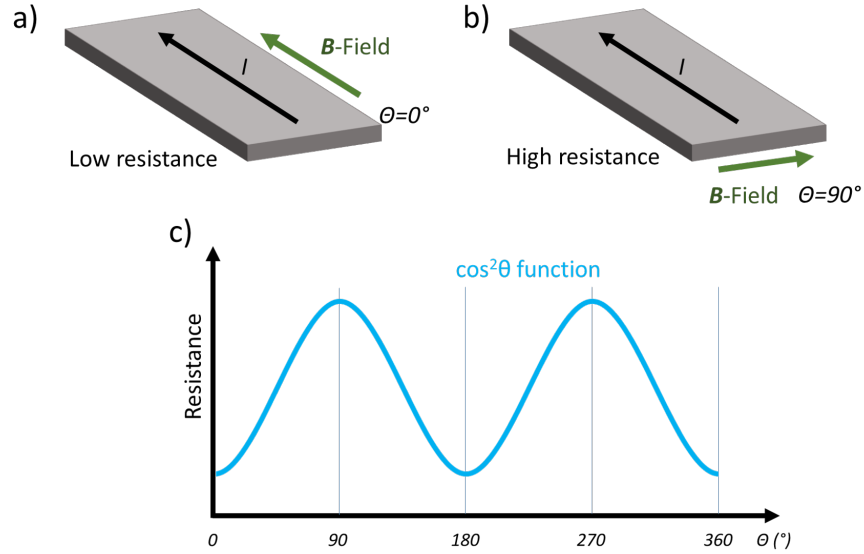 a)
B-Field
I
Θ=0°
Low resistance
b)
I
High resistance
B-Field Θ=90°
c)
cos²θ function
Resistance
0 90 180 270 360 Θ (°)